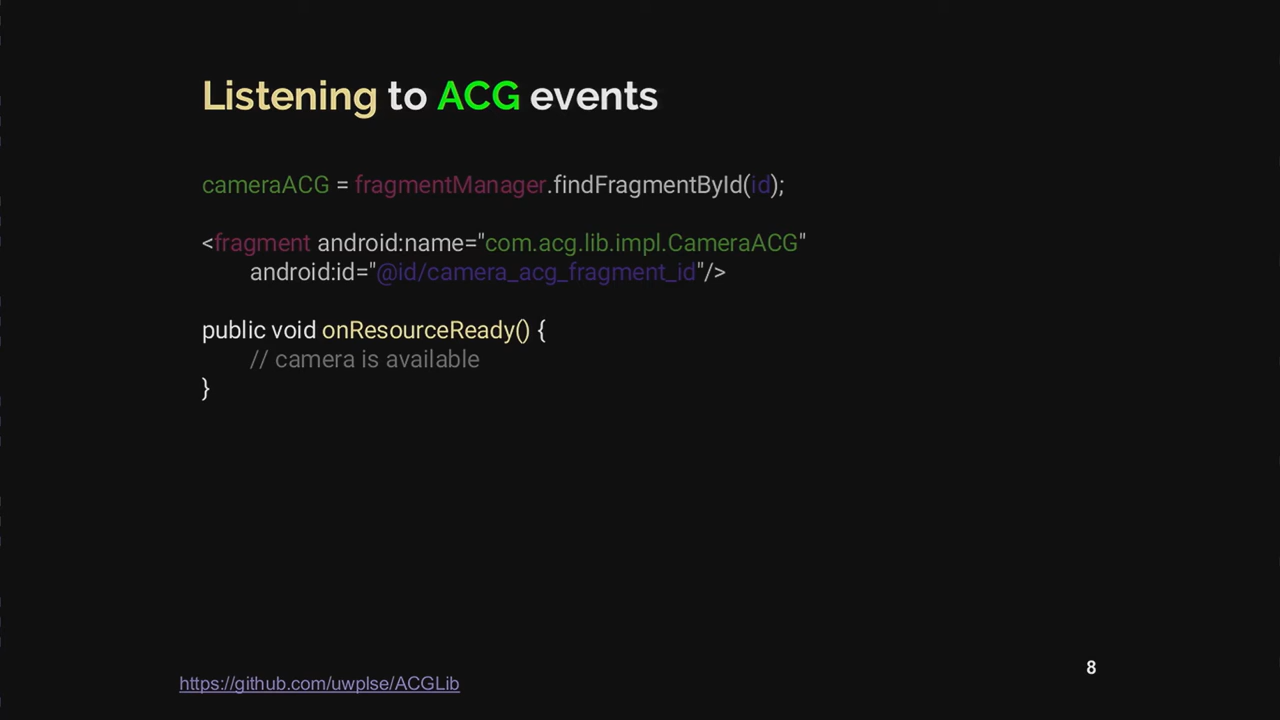 Listening to ACG events
cameraACG = fragmentManager.findFragmentById(id);
<fragment android:name="com.acg.lib.impl.CameraACG"
android:id="@id/camera_acg_fragment_id"/>
public void onResourceReady() {
// camera is available
}
8
https://github.com/uwplse/ACGLib